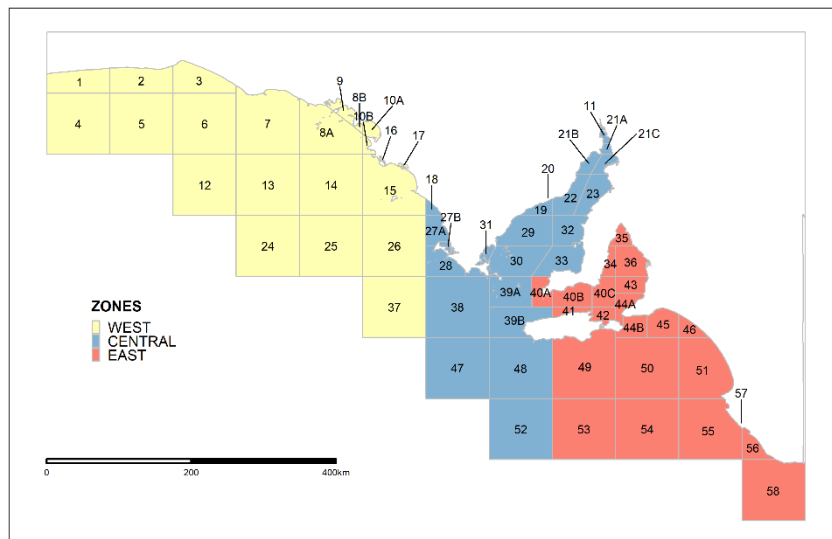 1 2 3
9
8B
10A
10B
4 5 6 7 8A
16
17
11
21A
21B
21C
12 13 14 15
18
20
22 23
19
27B
31
27A
29 32
24 25 26
28
30 33
35
34 36
37 38
39A 40A 40B 40C 43
44A
39B 41 42
44B 45 46
ZONES
WEST
CENTRAL
EAST
47 48 49 50 51
57
52 53 54 55 56
0 200 400km
58